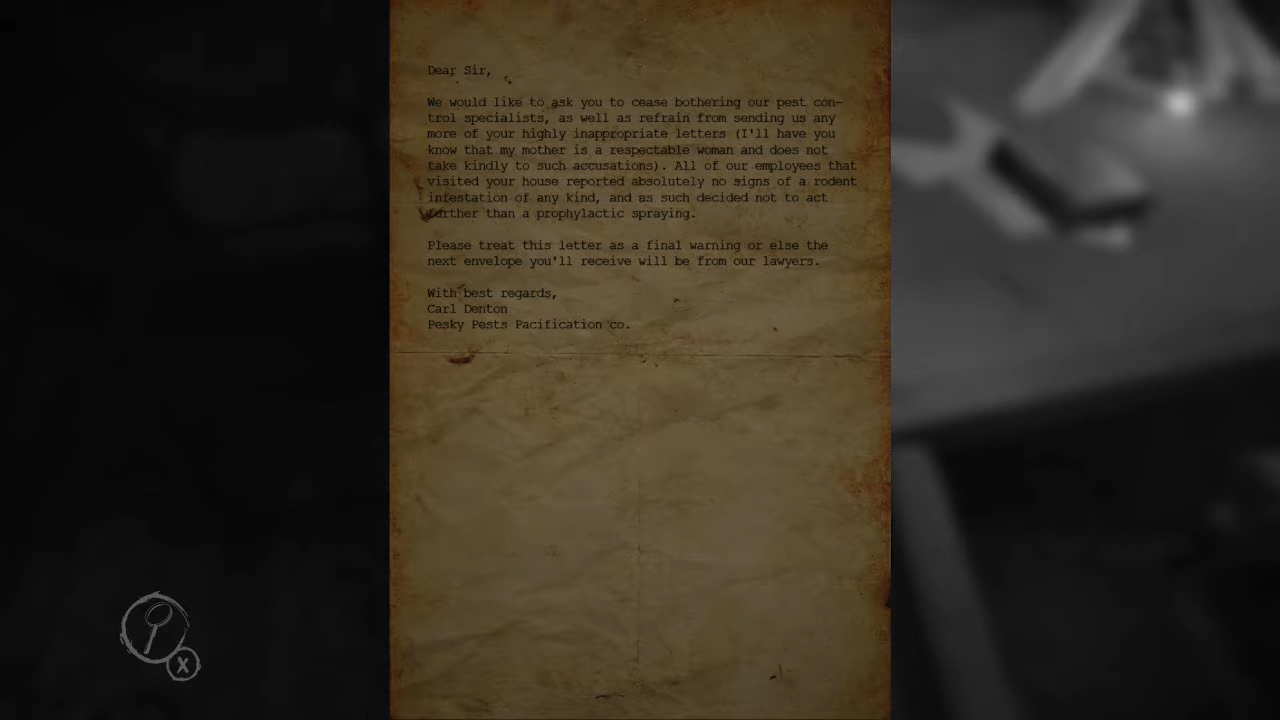 Dear Sir,
We would like to ask you to cease bothering our pest con-
trol specialists, as well as refrain from sending us any
more of your highly inappropriate letters (I'll have you
know that my mother is a respectable woman and does not
take kindly to such accusations). All of our employees that
visited your house reported absolutely no signs of a rodent
infestation of any kind, and as such decided not to act
farther than a prophylactic spraying.
Please treat this letter as a final warning or else the
next envelope you'll receive will be from our lawyers.
With best regards,
Carl Denton
Pesky Pests Pacification co.
X